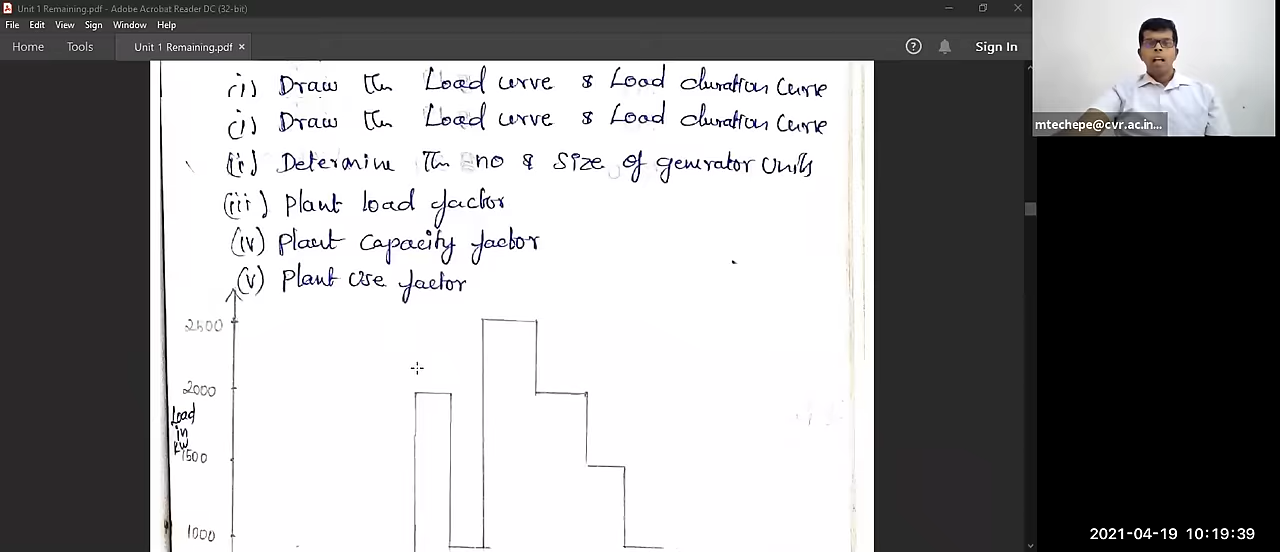 Unit 1 Remaining.pdf - Adobe Acrobat Reader DC (32-bit)
File Edit View Sign Window Help
Home Tools Unit 1 Remaining.pdf × Sign In
(i) Draw the Load curve & Load duration curve
(i) Draw the Load curve & Load duration curve
(ii) Determine the no & size of generator units
(iii) Plant load factor
(iv) Plant capacity factor
(v) Plant use factor
2500
2000
Load
in
KW
1500
1000
mtechepe@cvr.ac.in...
2021-04-19 10:19:39